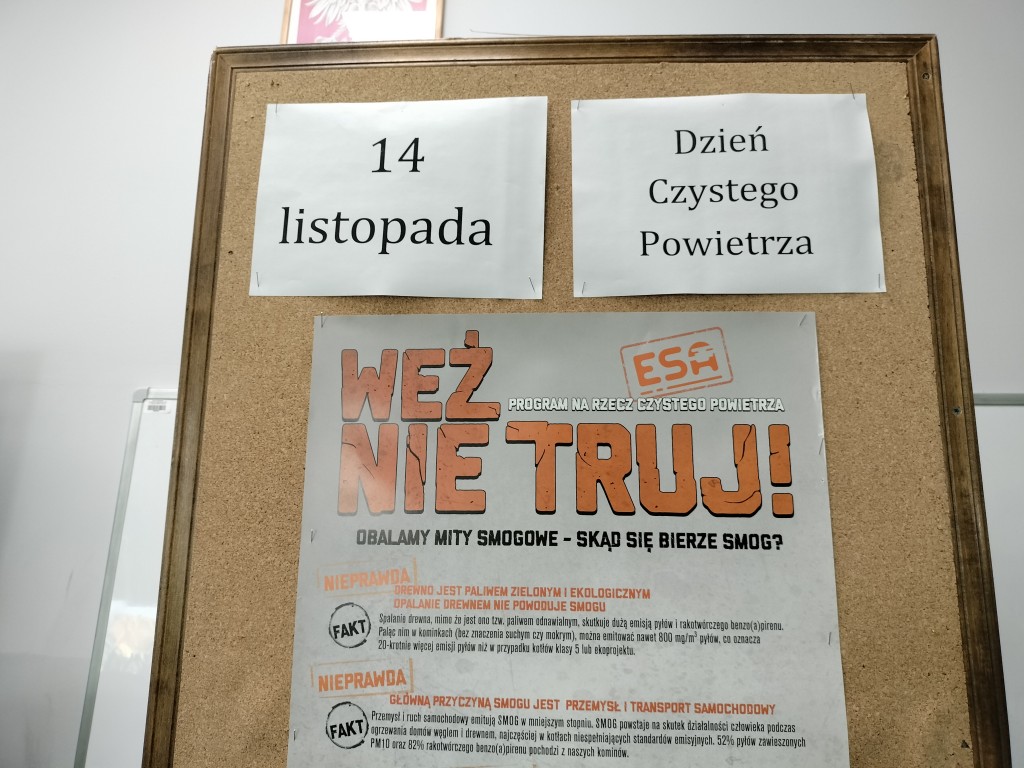 14
listopada
Dzień
Czystego
Powietrza
WEŹ
ESA
PROGRAM NA RZECZ CZYSTEGO POWIETRZA
NIE TRUJ!
OBALAMY MITY SMOGOWE - SKĄD SIĘ BIERZE SMOG?
NIEPRAWDA
DREWNO JEST PALIWEM ZIELONYM I EKOLOGICZNYM
OPALANIE DREWNEM NIE POWODUJE SMOGU
FAKT
Spalanie drewna, mimo że jest ono tzw. paliwem odnawialnym, skutkuje dużą emisją pyłów i rakotwórczego benzo(a)pirenu.
Paląc nim w kominkach (bez znaczenia suchym czy mokrym), można emitować nawet 800 mg/m³ pyłów, co oznacza
20-krotnie więcej emisji pyłów niż w przypadku kotłów klasy 5 lub ekoprojektu.
NIEPRAWDA
GŁÓWNĄ PRZYCZYNĄ SMOGU JEST PRZEMYSŁ I TRANSPORT SAMOCHODOWY
FAKT
Przemysł i ruch samochodowy emitują SMOG w mniejszym stopniu. SMOG powstaje na skutek działalności człowieka podczas
ogrzewania domów węglem i drewnem, najczęściej w kotłach niespełniających standardów emisyjnych. 52% pyłów zawieszonych
PM10 oraz 82% rakotwórczego benzo(a)pirenu pochodzi z naszych kominów.